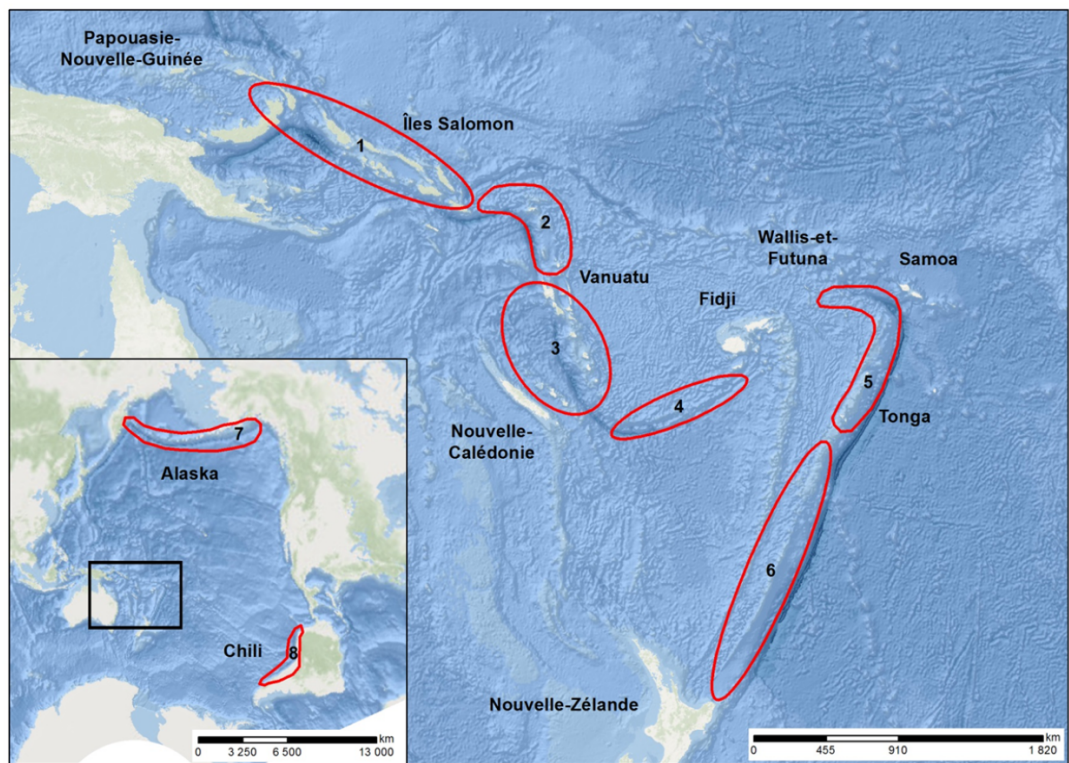 Papouasie-
Nouvelle-Guinée
Îles Salomon
1
2
Vanuatu
Wallis-et-
Futuna
Samoa
Fidji
3
4
5
Tonga
Nouvelle-
Calédonie
6
Nouvelle-Zélande
km
0 455 910 1 820
7
Alaska
Chili
8
km
0 3 250 6 500 13 000